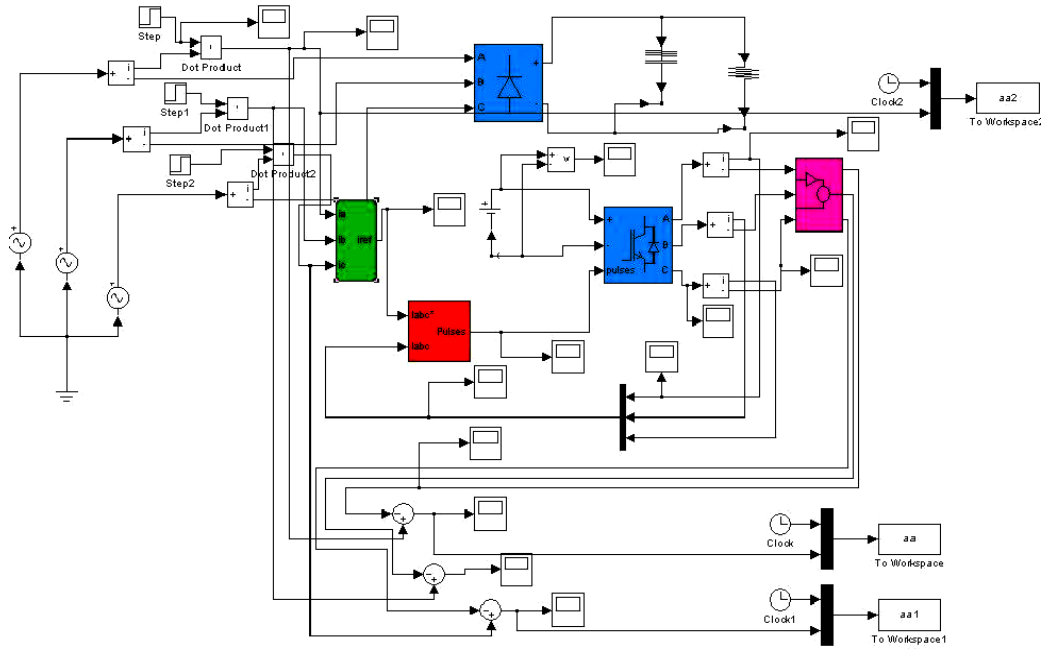 Step
Dot Product
Step1
Dot Product1
Step2
Dot Product2
+ i -
+ i -
+ i -
A
B
C
+
-
Clock2
aa2
To Workspace2
+ - v
ia
ib
ic
iref
+
-
pulses
A
B
C
+ i -
+ i -
+ i -
Iabc*
Iabc
Pulses
Clock
aa
To Workspace
Clock1
aa1
To Workspace1